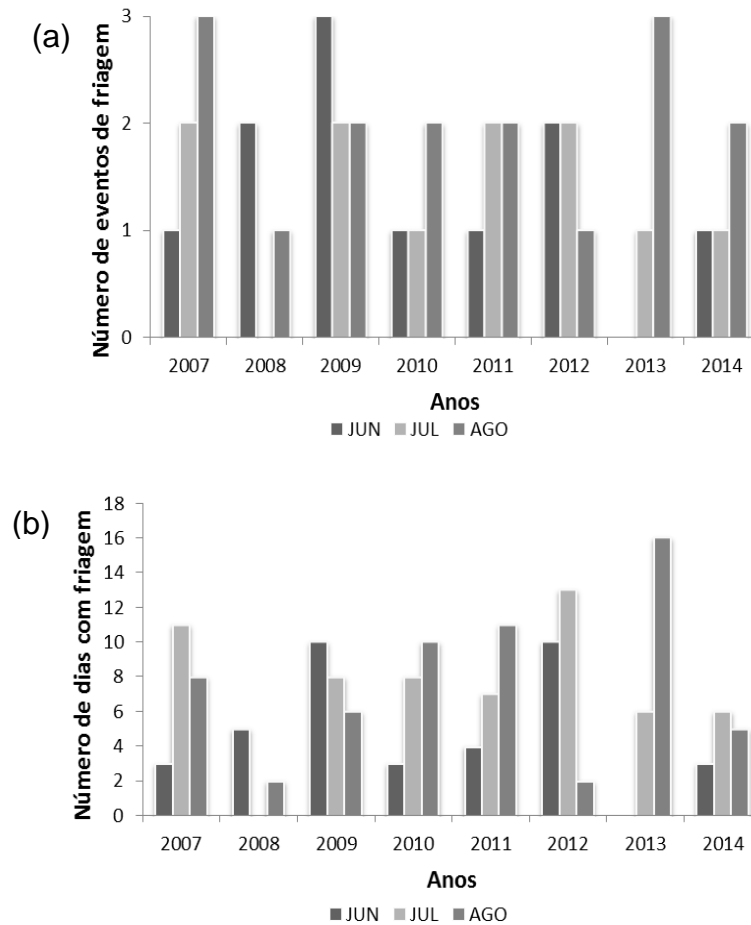 (a)
Número de eventos de friagem
3
2
1
0
2007 2008 2009 2010 2011 2012 2013 2014
Anos
JUN JUL AGO
(b)
Número de dias com friagem
18
16
14
12
10
8
6
4
2
0
2007 2008 2009 2010 2011 2012 2013 2014
Anos
JUN JUL AGO